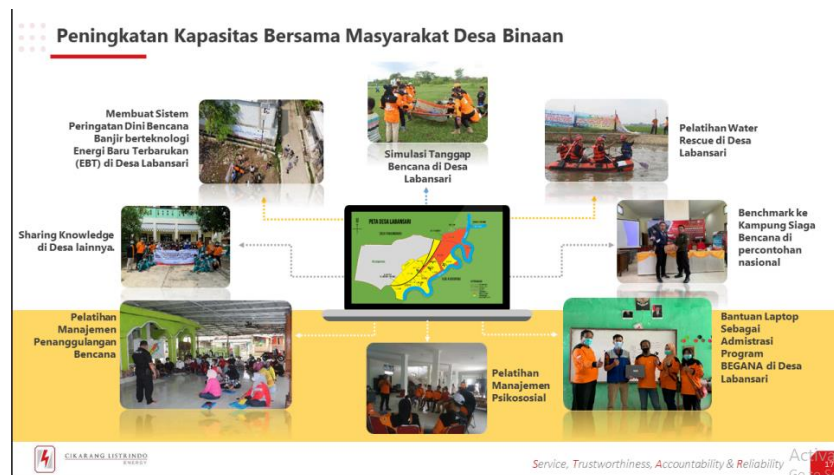 Peningkatan Kapasitas Bersama Masyarakat Desa Binaan
Membuat Sistem
Peringatan Dini Bencana
Banjir berteknologi
Energi Baru Terbarukan
(EBT) di Desa Labansari
Simulasi Tanggap
Bencana di Desa
Labansari
Pelatihan Water
Rescue di Desa
Labansari
Sharing Knowledge
di Desa lainnya.
PETA DESA LABANSARI
Benchmark ke
Kampung Siaga
Bencana di
percontohan
nasional
Pelatihan
Manajemen
Penanggulangan
Bencana
Pelatihan
Manajemen
Psikososial
Bantuan Laptop
Sebagai
Admistrasi
Program
BEGANA di Desa
Labansari
CIKARANG LISTRINDO
ENERGY
Service, Trustworthiness, Accountability & Reliability